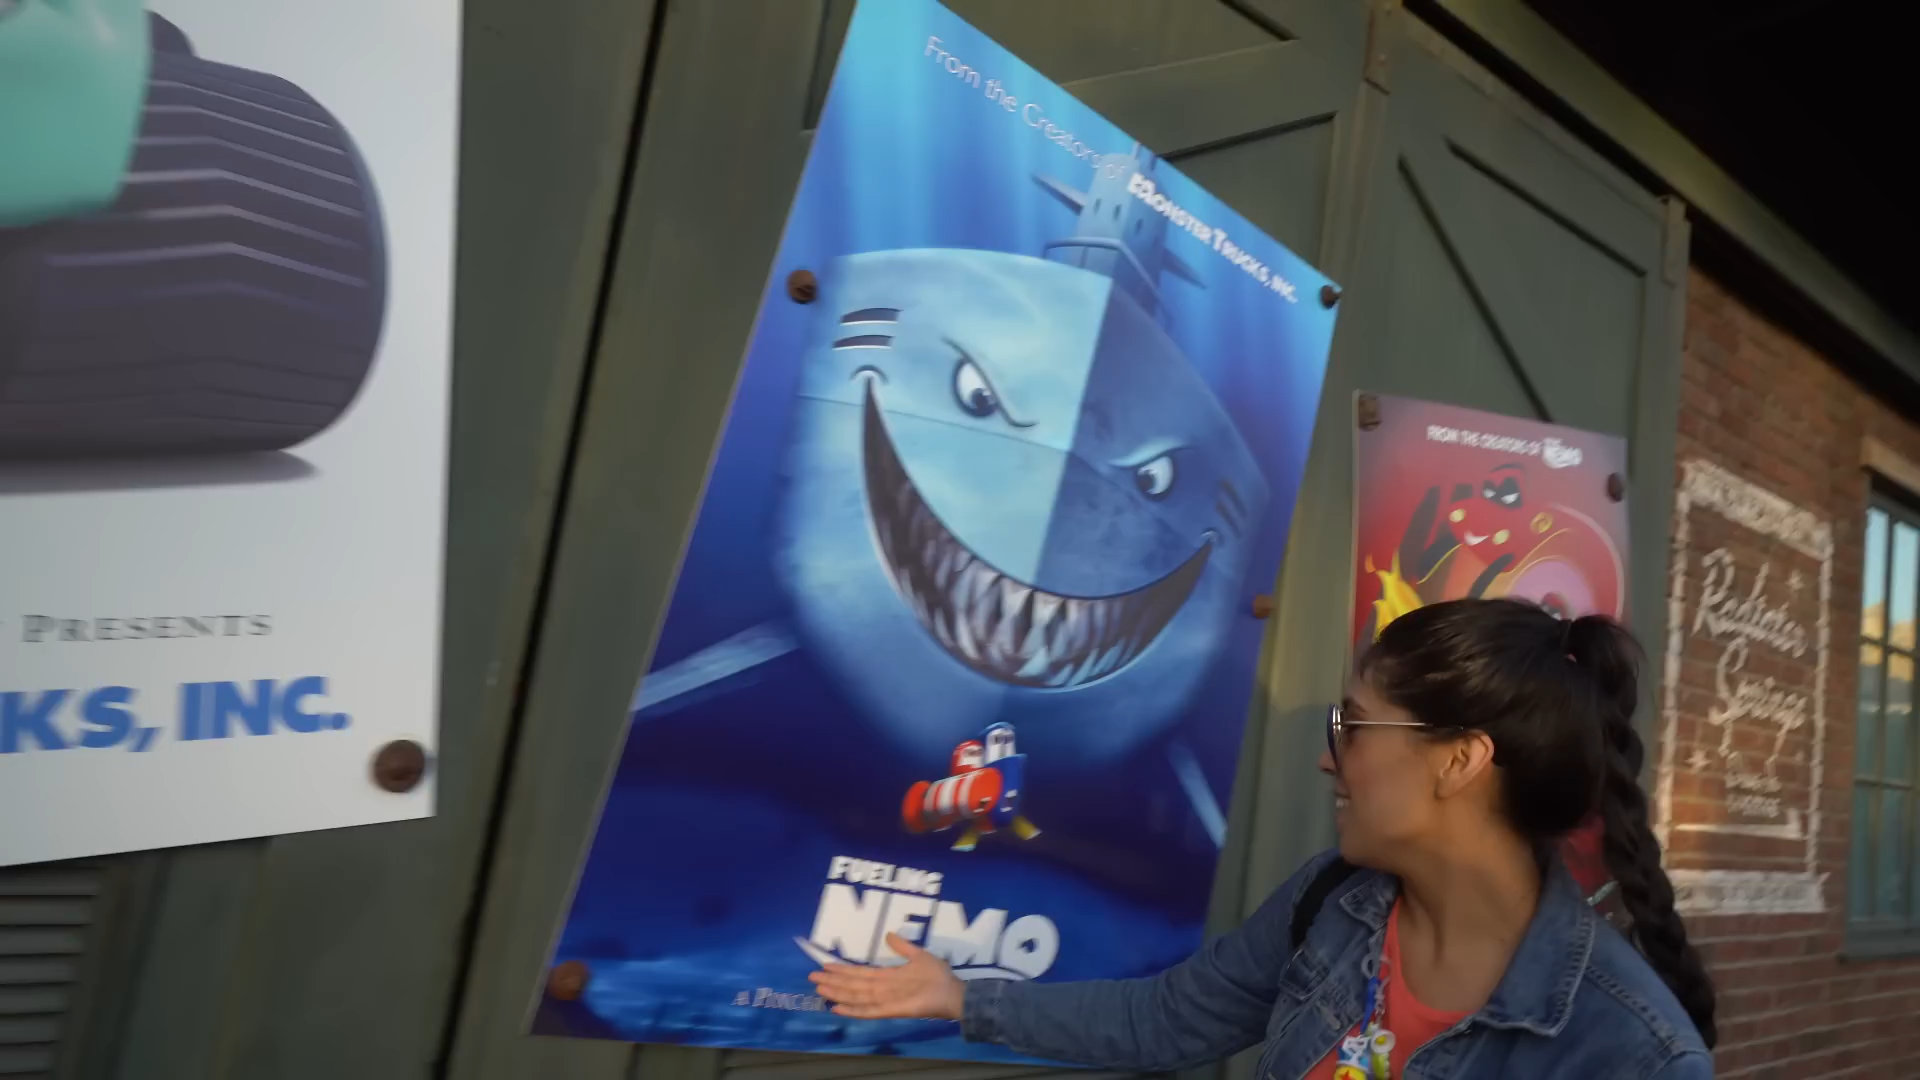 PRESENTS
KS, INC.
From the Creators of
MONSTER TRUCKS, INC.
FUELING
NEMO
A PIXCAR
FROM THE CREATORS OF
NEMO
Radiator
Springs